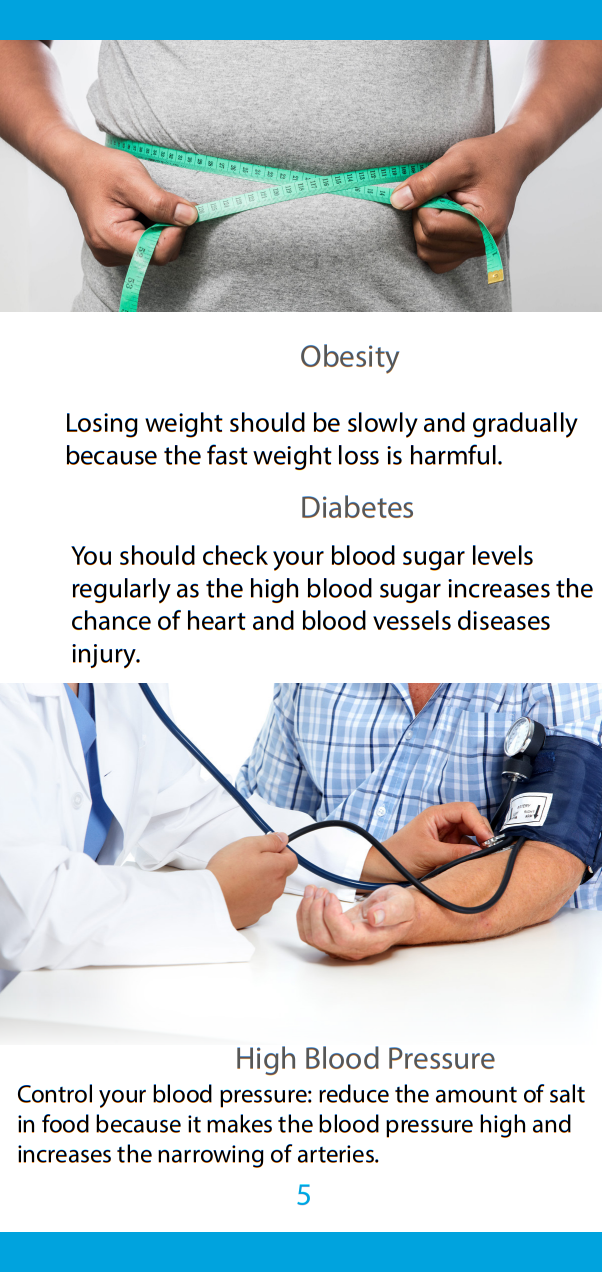 Obesity
Losing weight should be slowly and gradually
because the fast weight loss is harmful.
Diabetes
You should check your blood sugar levels
regularly as the high blood sugar increases the
chance of heart and blood vessels diseases
injury.
High Blood Pressure
Control your blood pressure: reduce the amount of salt
in food because it makes the blood pressure high and
increases the narrowing of arteries.
5